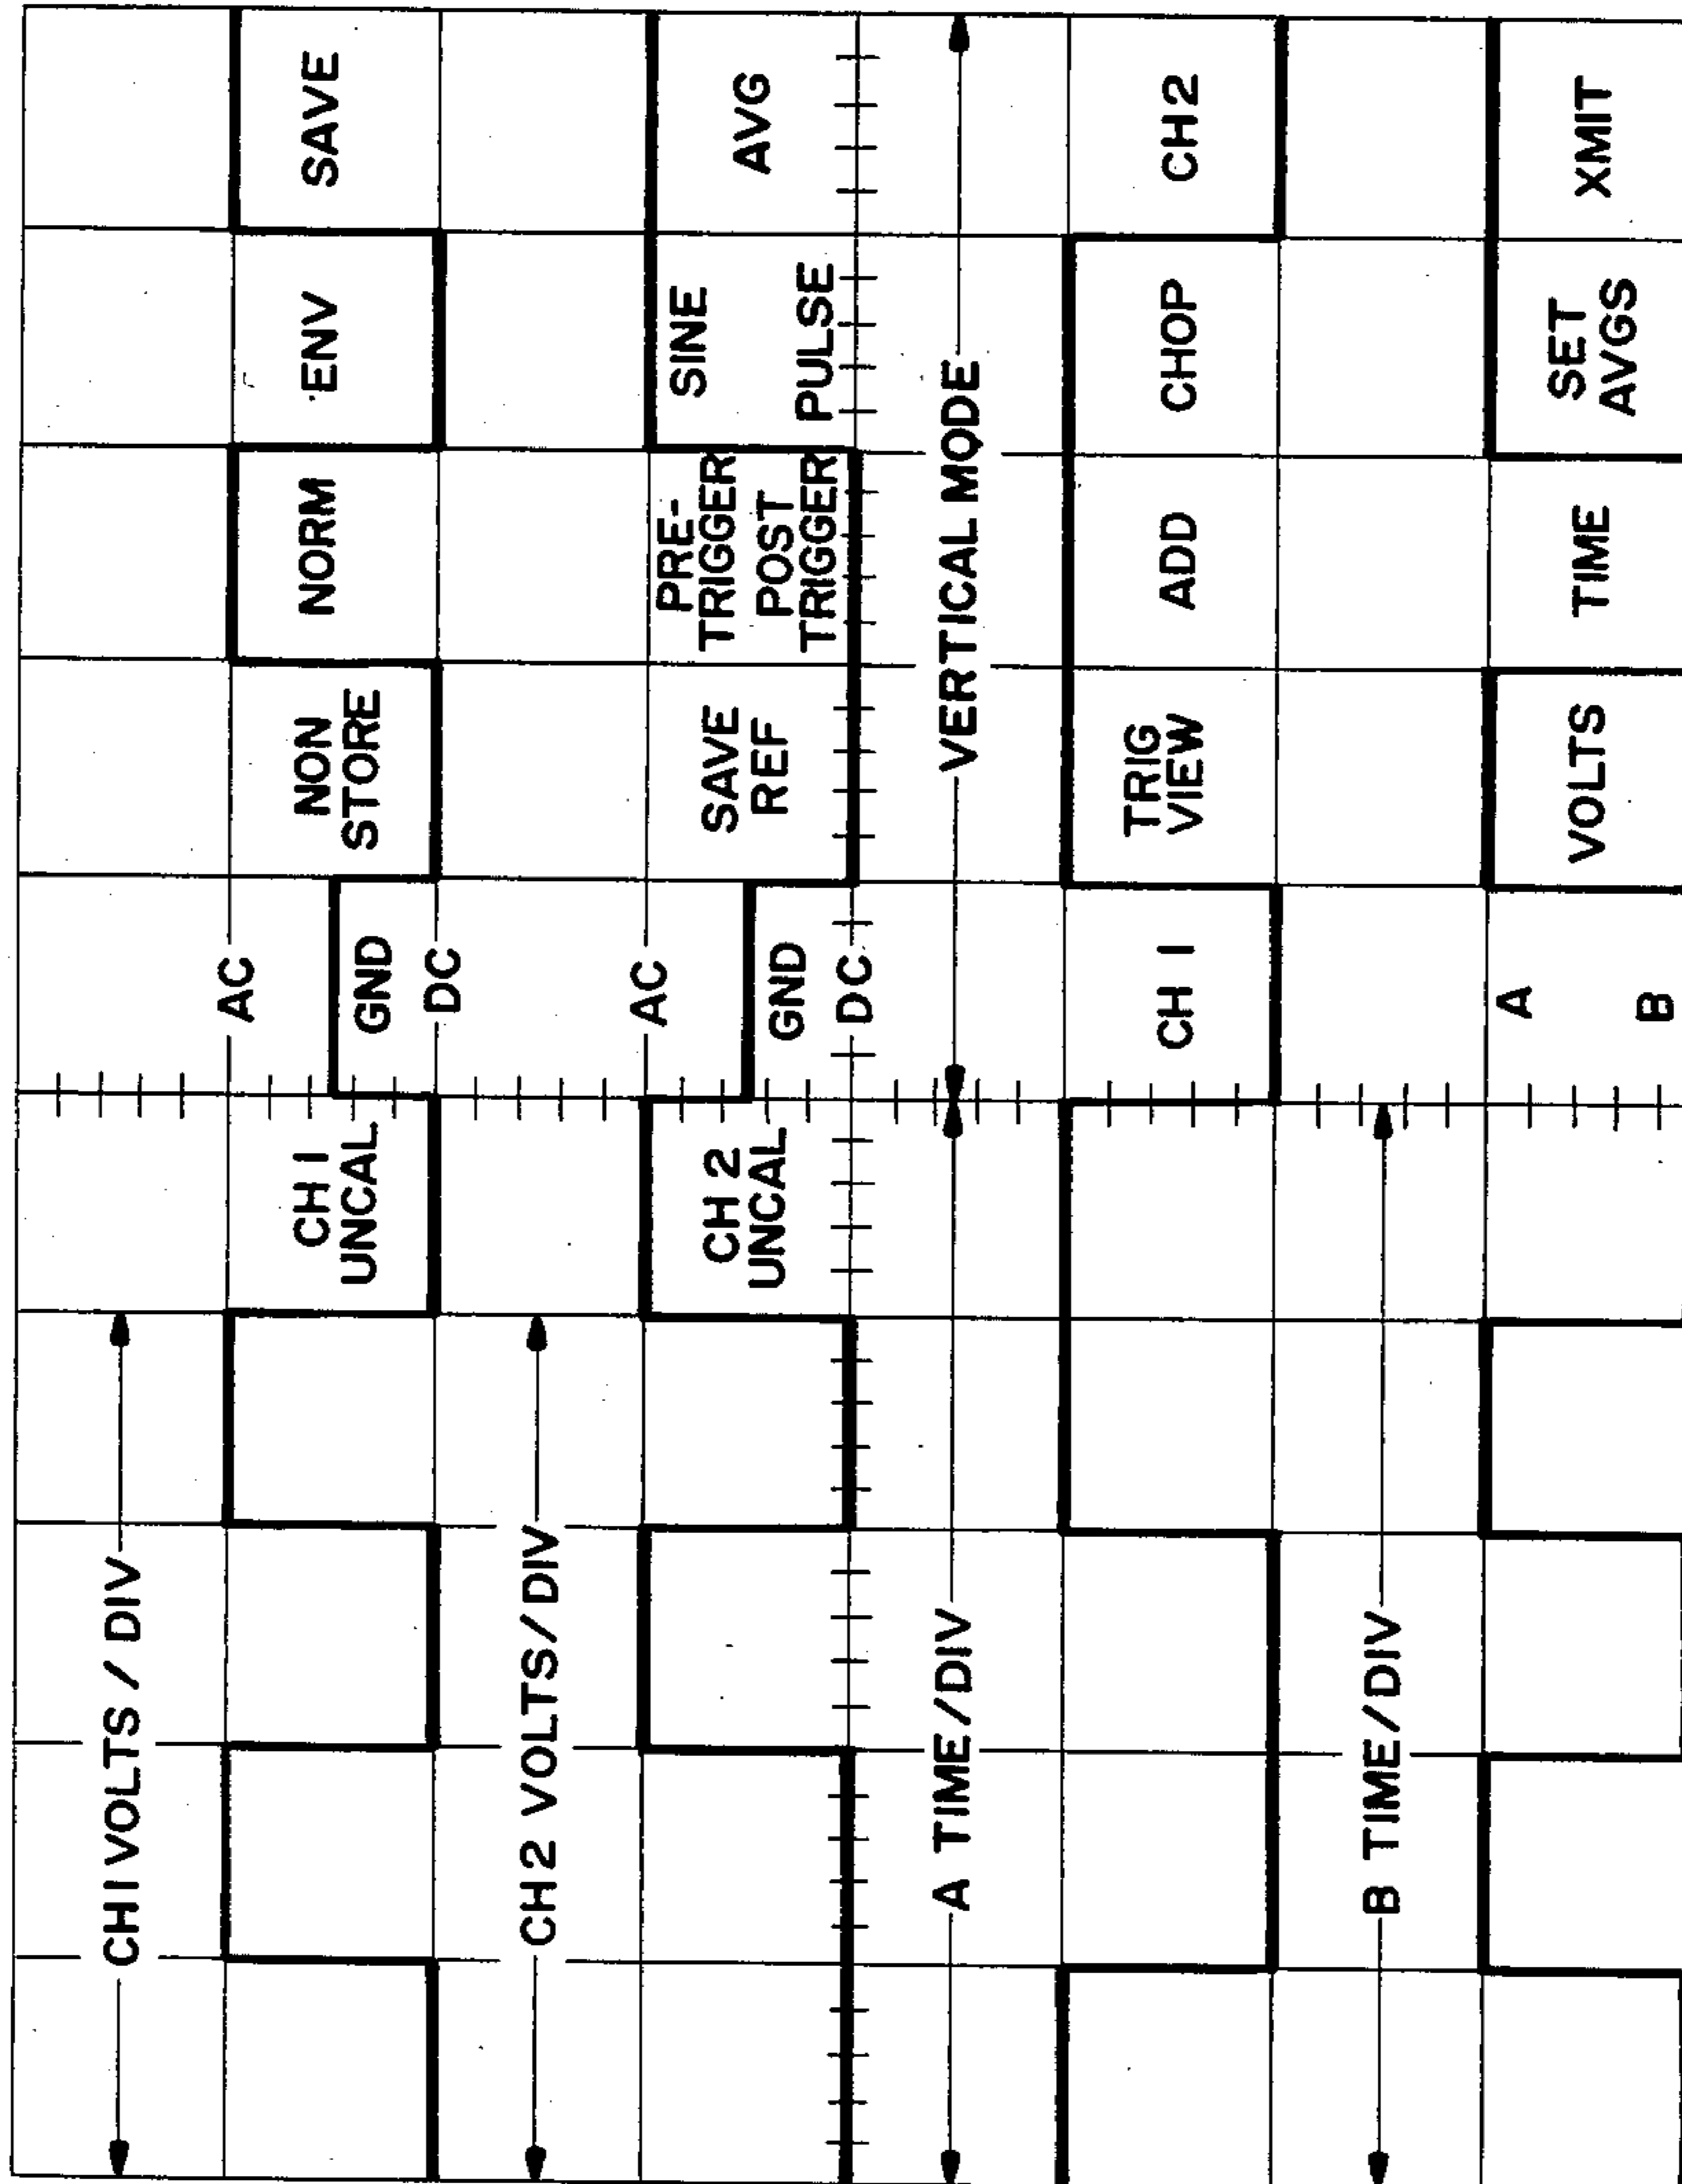 CH 1 VOLTS / DIV
CH 1
UNCAL
AC
GND
DC
NON
STORE
NORM
ENV
SAVE
CH 2 VOLTS/DIV
CH 2
UNCAL
AC
GND
DC
SAVE
REF
PRE-
TRIGGER
POST
TRIGGER
SINE
PULSE
AVG
A TIME/DIV
VERTICAL MODE
CH 1
TRIG
VIEW
ADD
CHOP
CH 2
B TIME/DIV
A
B
VOLTS
TIME
SET
AVGS
XMIT